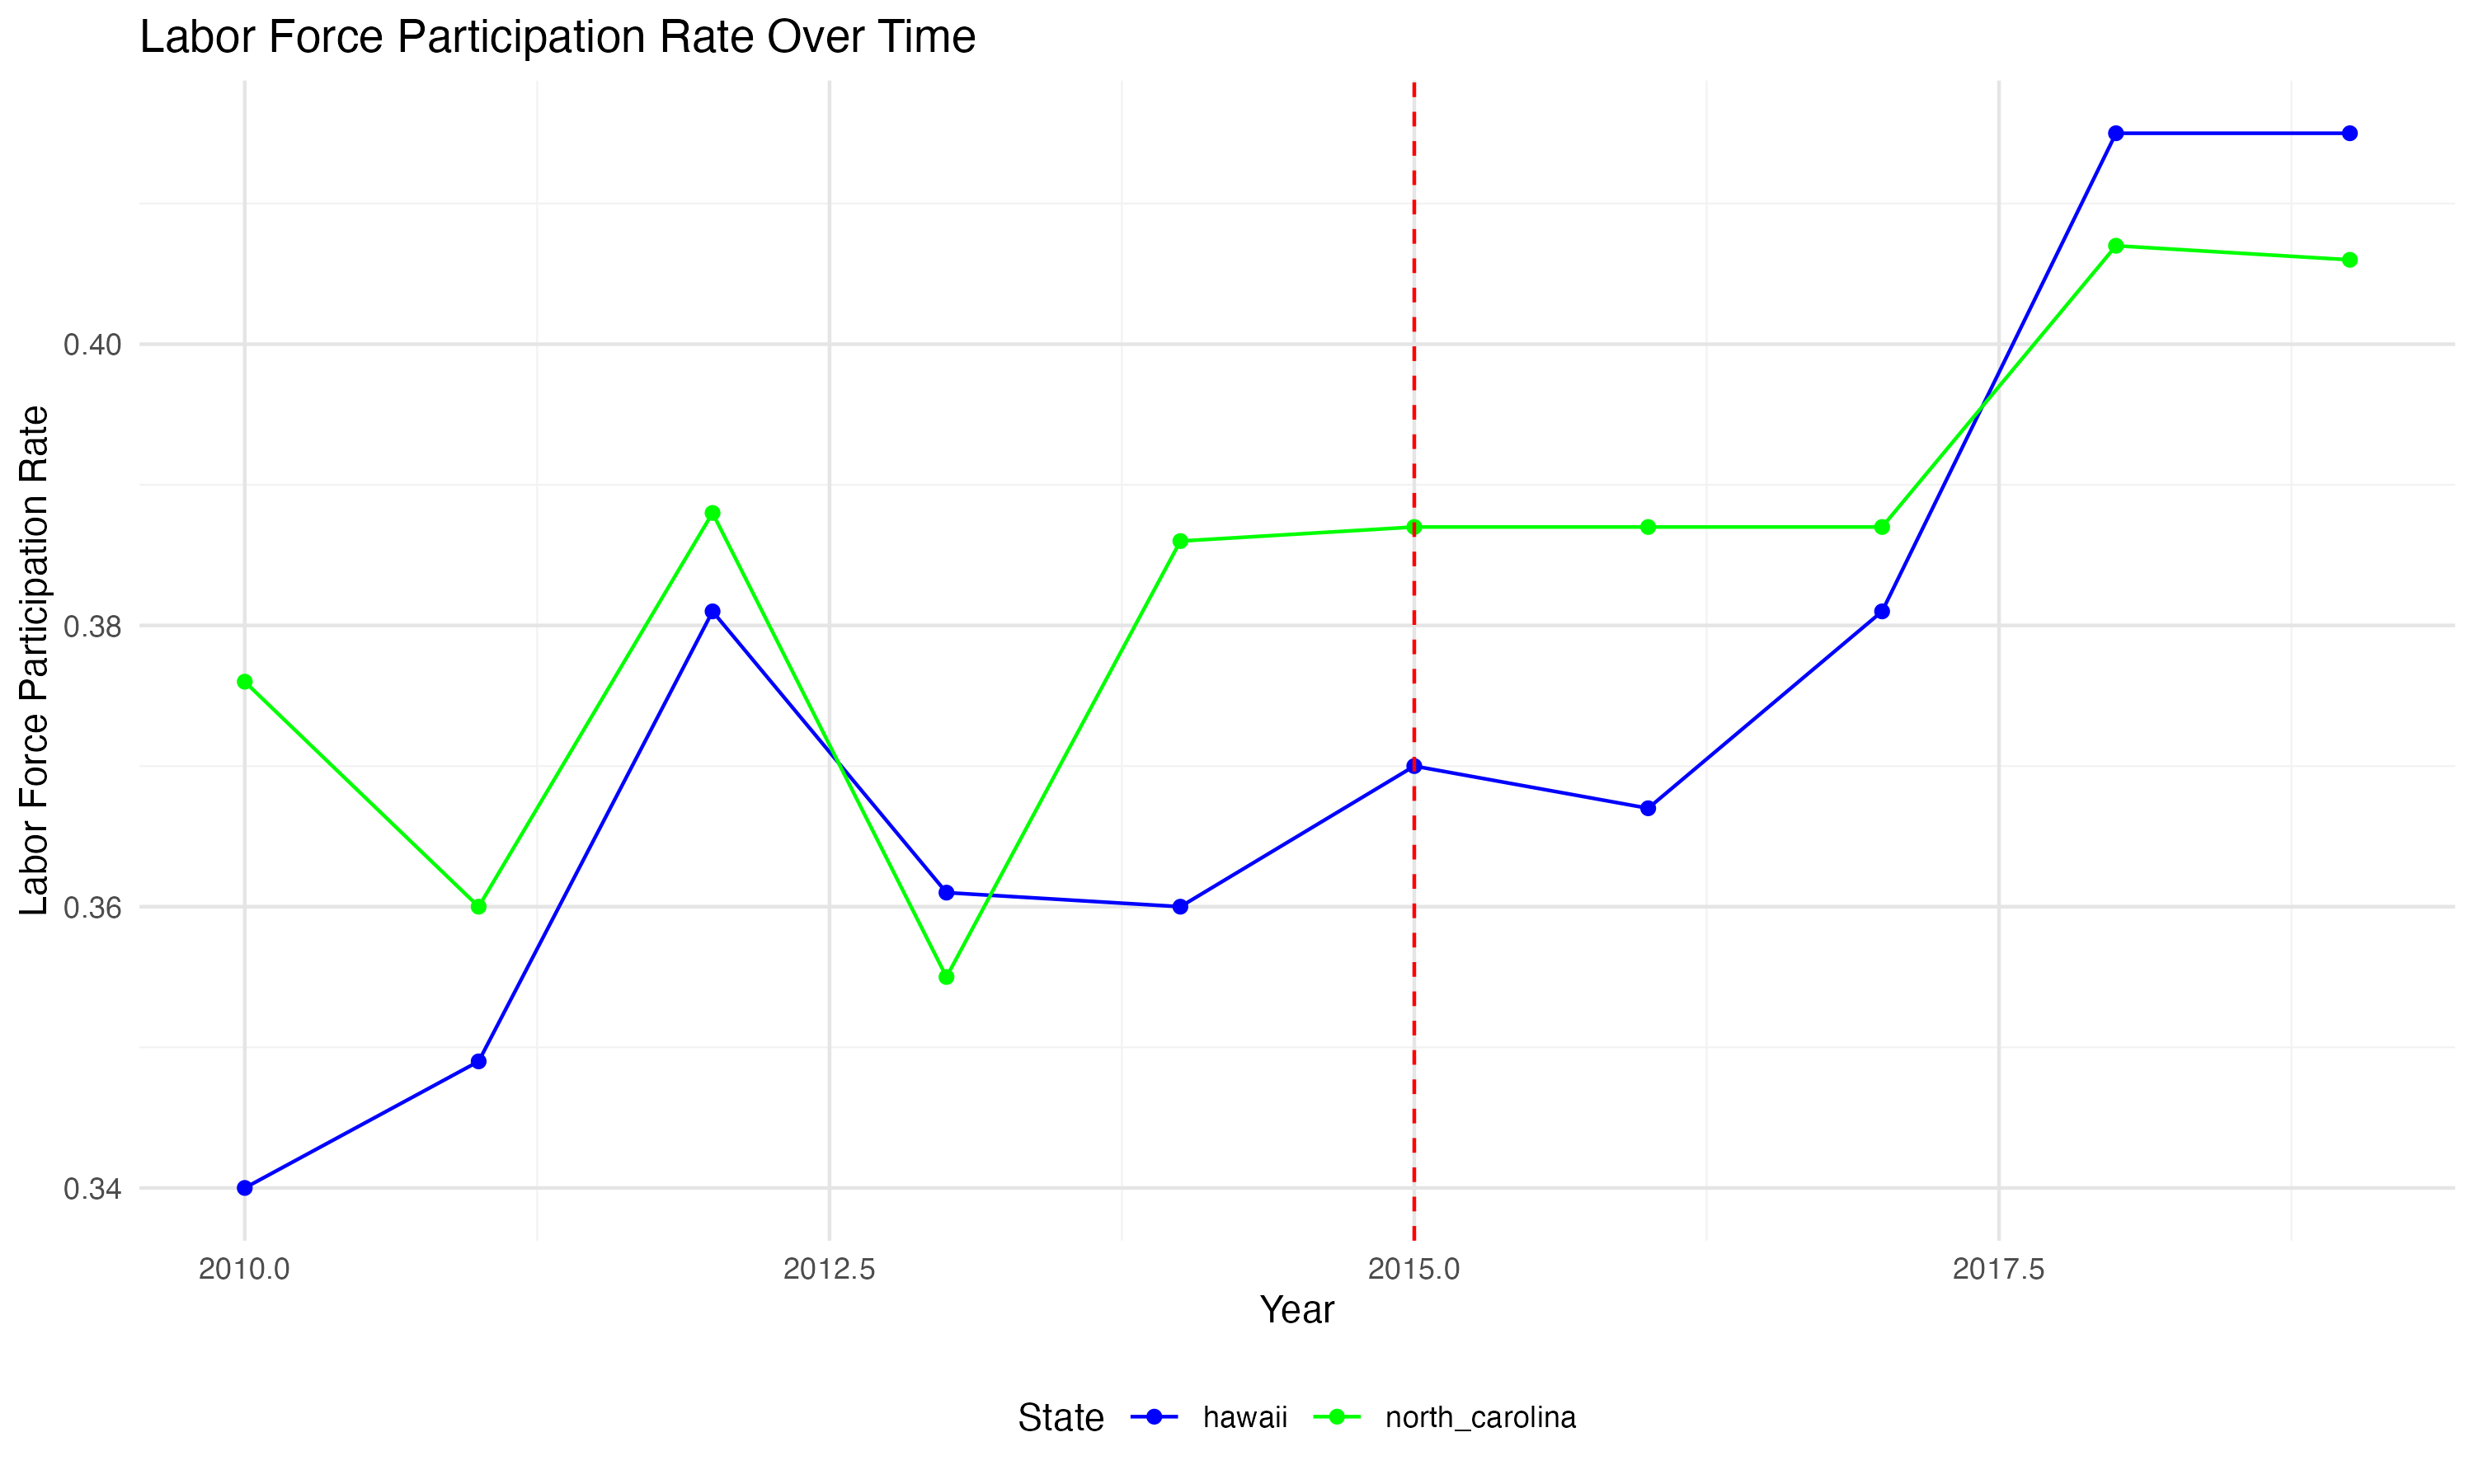 Labor Force Participation Rate Over Time
Labor Force Participation Rate
0.40
0.38
0.36
0.34
2010.0 2012.5 2015.0 2017.5
Year
State hawaii north_carolina